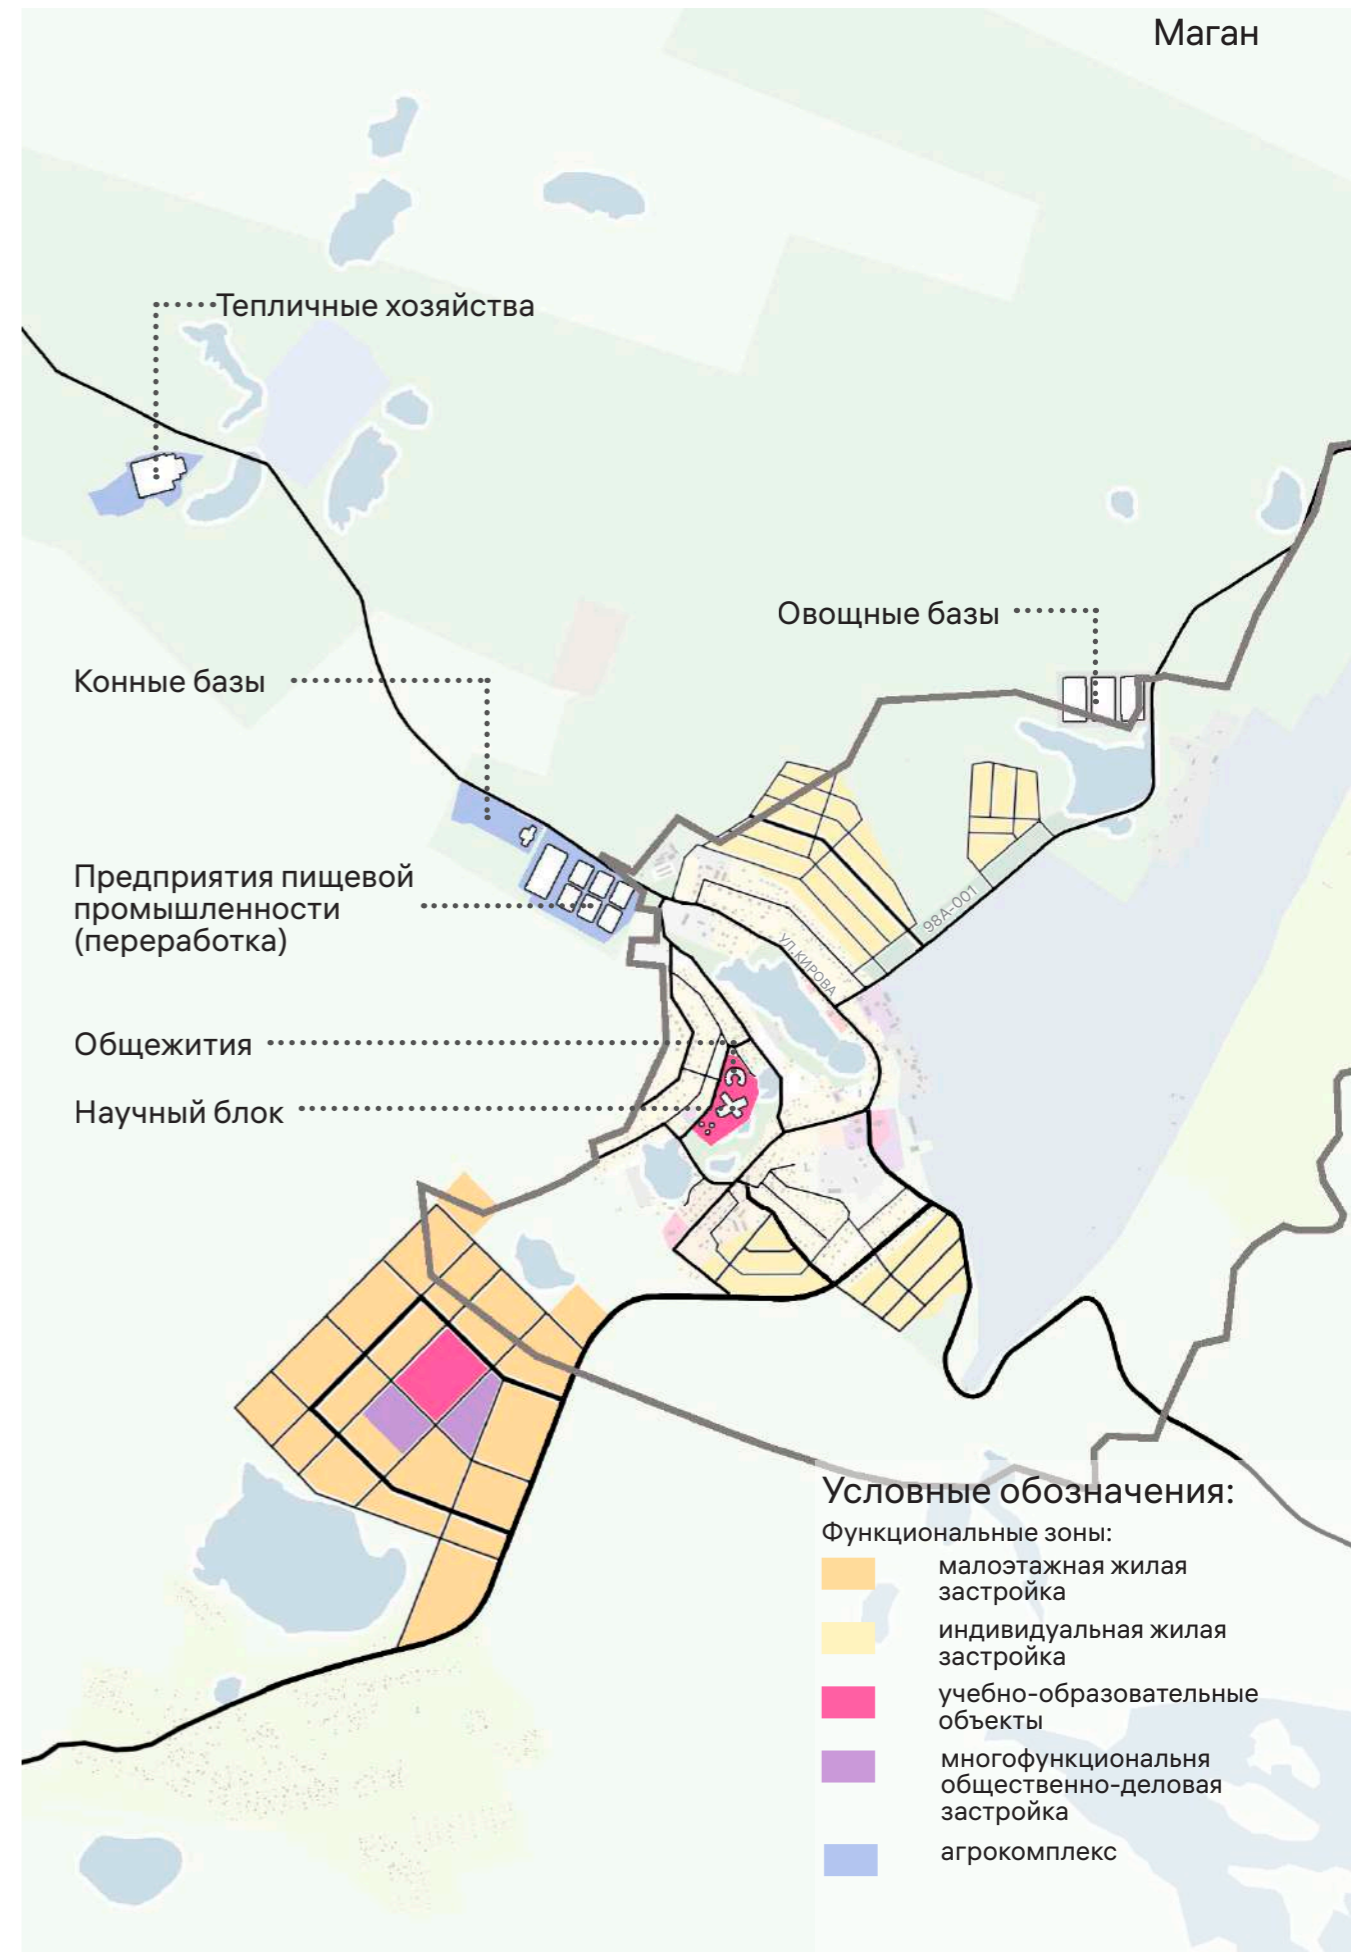 Маган
Тепличные хозяйства
Овощные базы
Конные базы
Предприятия пищевой
промышленности
(переработка)
98А-001
УЛ.КИРОВА
Общежития
Научный блок
Условные обозначения:
Функциональные зоны:
малоэтажная жилая
застройка
индивидуальная жилая
застройка
учебно-образовательные
объекты
многофункциональня
общественно-деловая
застройка
агрокомплекс